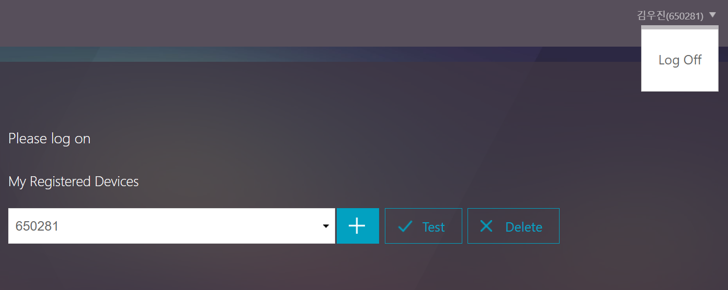 김우진(650281)
Log Off
Please log on
My Registered Devices
650281
Test
Delete